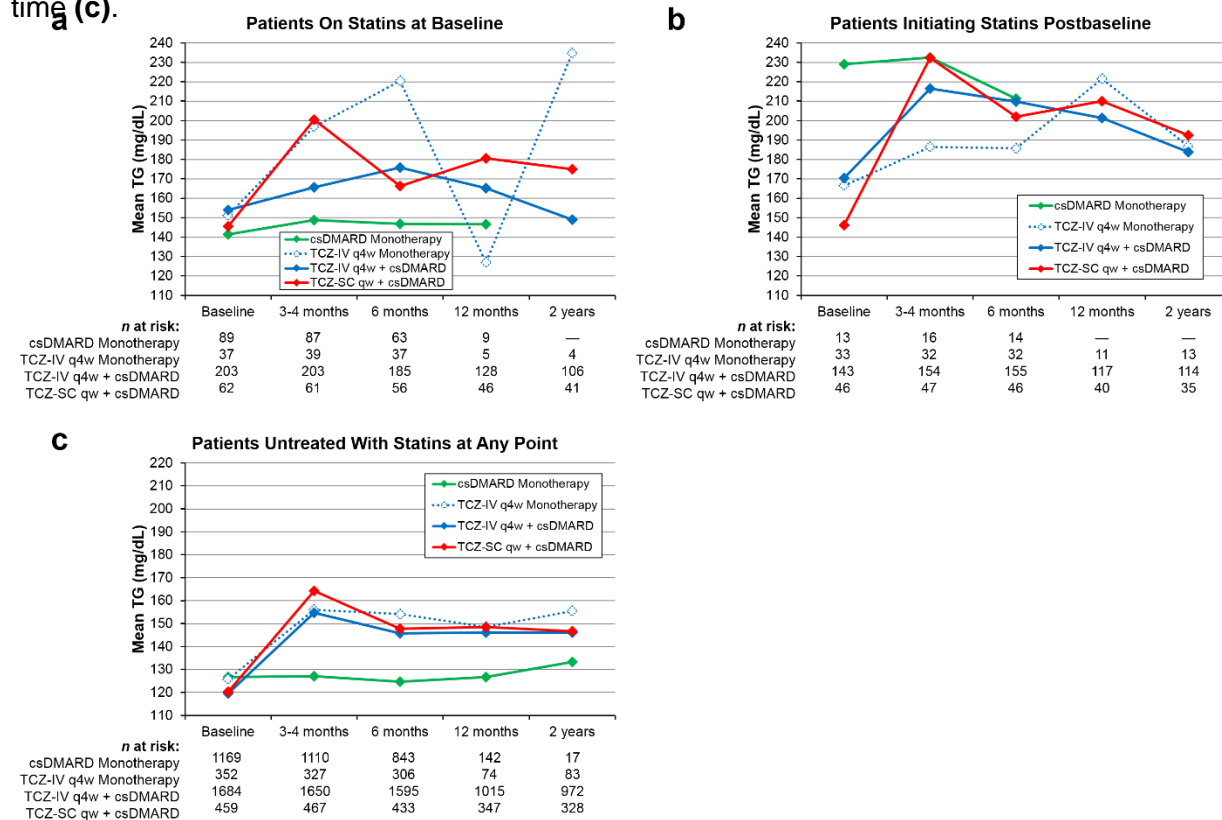 time (c).
a
Patients On Statins at Baseline
Mean TG (mg/dL)
240
230
220
210
200
190
180
170
160
150
140
130
120
110
csDMARD Monotherapy
TCZ-IV q4w Monotherapy
TCZ-IV q4w + csDMARD
TCZ-SC qw + csDMARD
Baseline 3-4 months 6 months 12 months 2 years
n at risk:
csDMARD Monotherapy 89 87 63 9 —
TCZ-IV q4w Monotherapy 37 39 37 5 4
TCZ-IV q4w + csDMARD 203 203 185 128 106
TCZ-SC qw + csDMARD 62 61 56 46 41
b
Patients Initiating Statins Postbaseline
Mean TG (mg/dL)
240
230
220
210
200
190
180
170
160
150
140
130
120
110
csDMARD Monotherapy
TCZ-IV q4w Monotherapy
TCZ-IV q4w + csDMARD
TCZ-SC qw + csDMARD
Baseline 3-4 months 6 months 12 months 2 years
n at risk:
csDMARD Monotherapy 13 16 14 — —
TCZ-IV q4w Monotherapy 33 32 32 11 13
TCZ-IV q4w + csDMARD 143 154 155 117 114
TCZ-SC qw + csDMARD 46 47 46 40 35
c
Patients Untreated With Statins at Any Point
Mean TG (mg/dL)
220
210
200
190
180
170
160
150
140
130
120
110
csDMARD Monotherapy
TCZ-IV q4w Monotherapy
TCZ-IV q4w + csDMARD
TCZ-SC qw + csDMARD
Baseline 3-4 months 6 months 12 months 2 years
n at risk:
csDMARD Monotherapy 1169 1110 843 142 17
TCZ-IV q4w Monotherapy 352 327 306 74 83
TCZ-IV q4w + csDMARD 1684 1650 1595 1015 972
TCZ-SC qw + csDMARD 459 467 433 347 328